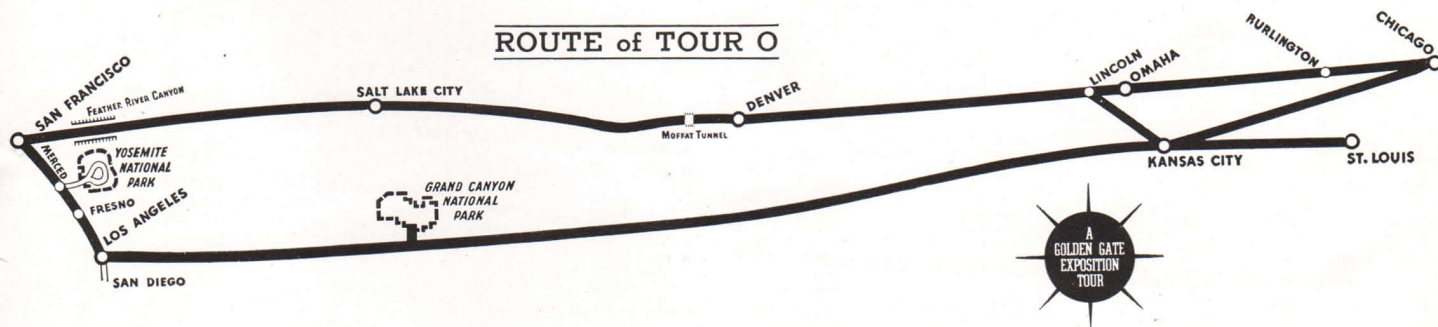 ROUTE of TOUR O
SAN FRANCISCO
FEATHER RIVER CANYON
SALT LAKE CITY
MOFFAT TUNNEL
DENVER
LINCOLN
OMAHA
BURLINGTON
CHICAGO
MERCED
YOSEMITE
NATIONAL
PARK
FRESNO
LOS ANGELES
SAN DIEGO
GRAND CANYON
NATIONAL
PARK
KANSAS CITY
ST. LOUIS
A
GOLDEN GATE
EXPOSITION
TOUR